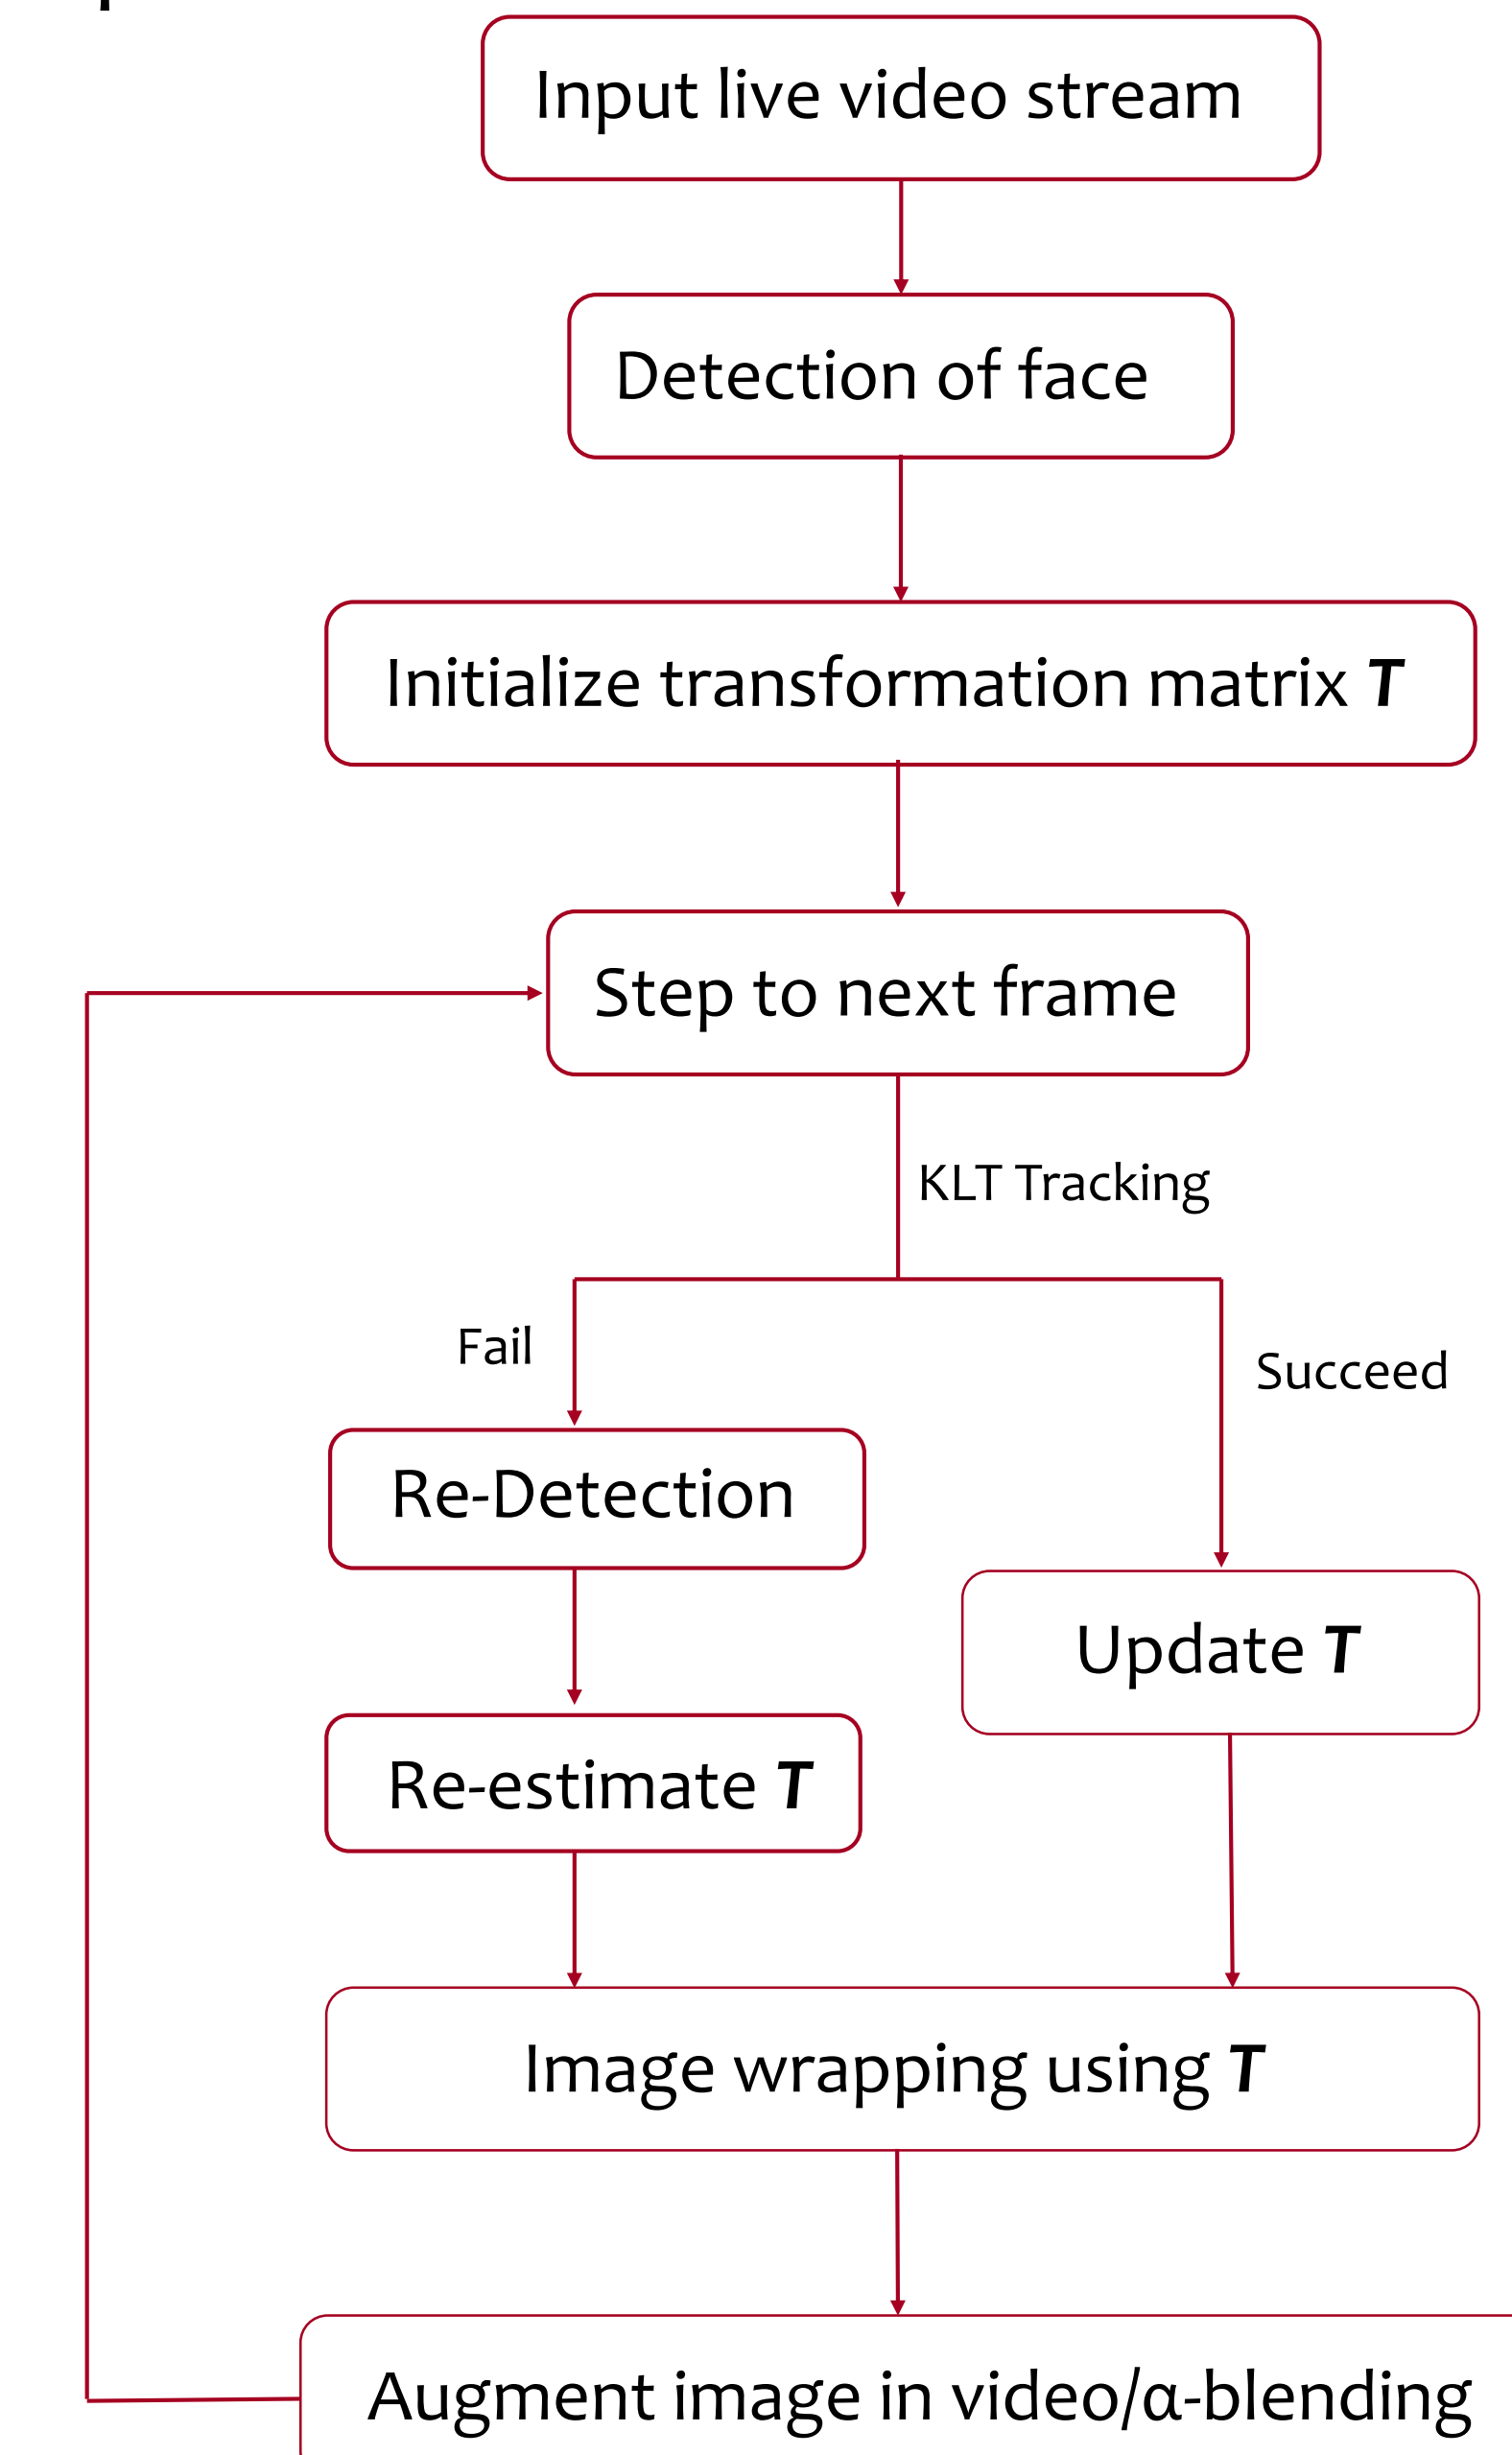 Input live video stream
Detection of face
Initialize transformation matrix T
Step to next frame
KLT Tracking
Fail
Succeed
Re-Detection
Update T
Re-estimate T
Image wrapping using T
Augment image in video/α-blending